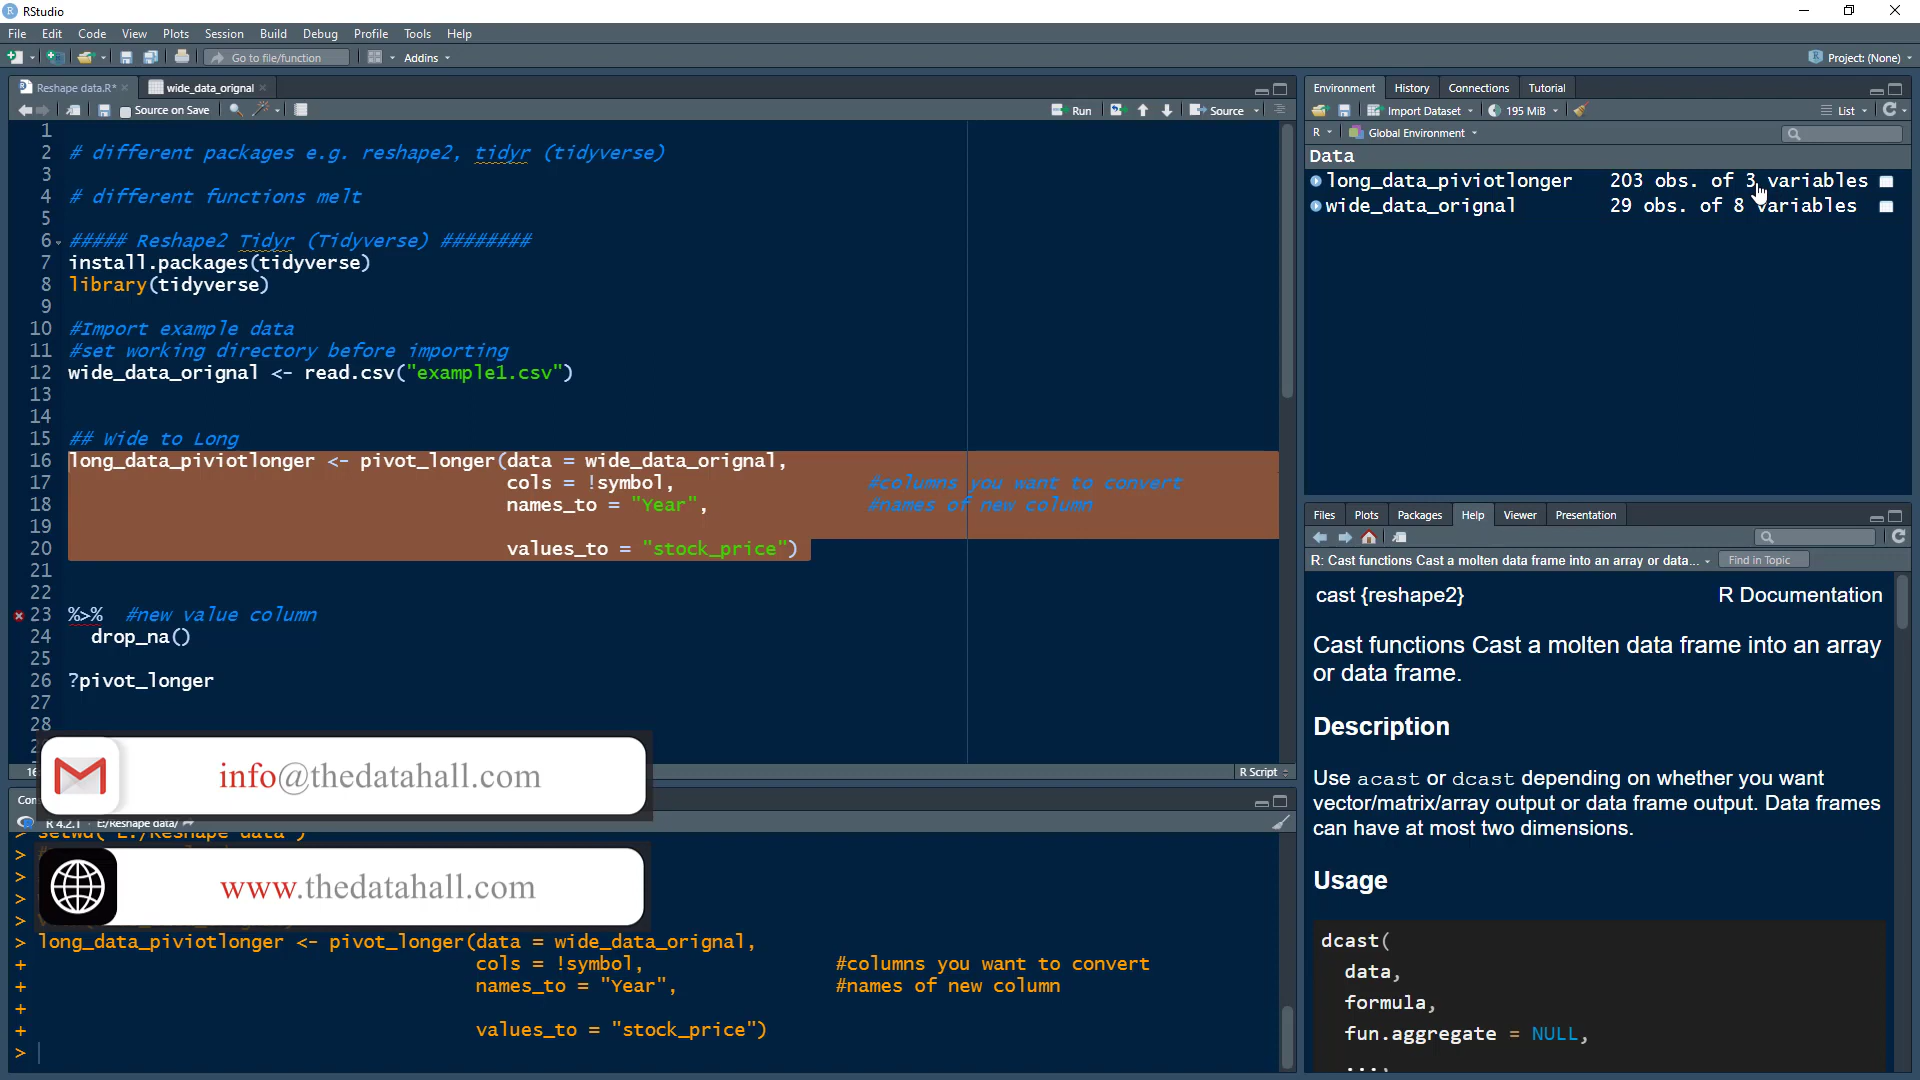 RStudio
File Edit Code View Plots Session Build Debug Profile Tools Help
Go to file/function Addins Project: (None)
Reshape data.R* wide_data_orignal
Source on Save Run Source
1
2 # different packages e.g. reshape2, tidyr (tidyverse)
3
4 # different functions melt
5
6 ##### Reshape2 Tidyr (Tidyverse) ########
7 install.packages(tidyverse)
8 library(tidyverse)
9
10 #Import example data
11 #set working directory before importing
12 wide_data_orignal <- read.csv("example1.csv")
13
14
15 ## Wide to Long
16 long_data_piviotlonger <- pivot_longer(data = wide_data_orignal,
17 cols = !symbol, #columns you want to convert
18 names_to = "Year", #names of new column
19
20 values_to = "stock_price")
21
22
23 %>% #new value column
24 drop_na()
25
26 ?pivot_longer
27
28
R Script
info@thedatahall.com
R 4.2.1 · E:/Reshape data/
> setwd("E:/Reshape data")
>
>
>
>
www.thedatahall.com
> long_data_piviotlonger <- pivot_longer(data = wide_data_orignal,
+ cols = !symbol, #columns you want to convert
+ names_to = "Year", #names of new column
+
+ values_to = "stock_price")
>
Environment History Connections Tutorial
Import Dataset 195 MiB List
R Global Environment
Data
long_data_piviotlonger 203 obs. of 3 variables
wide_data_orignal 29 obs. of 8 variables
Files Plots Packages Help Viewer Presentation
R: Cast functions Cast a molten data frame into an array or data... Find in Topic
cast {reshape2} R Documentation
Cast functions Cast a molten data frame into an array
or data frame.
Description
Use acast or dcast depending on whether you want
vector/matrix/array output or data frame output. Data frames
can have at most two dimensions.
Usage
dcast(
data,
formula,
fun.aggregate = NULL,
...,